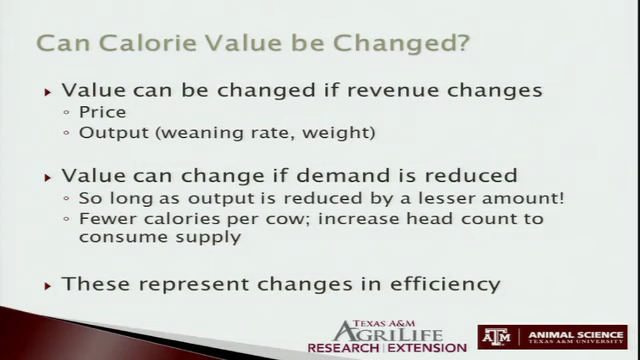 Can Calorie Value be Changed?
Value can be changed if revenue changes
Price
Output (weaning rate, weight)
Value can change if demand is reduced
So long as output is reduced by a lesser amount!
Fewer calories per cow; increase head count to
consume supply
These represent changes in efficiency
TEXAS A&M
AGRILIFE
RESEARCH | EXTENSION
ATM
ANIMAL SCIENCE
TEXAS A&M UNIVERSITY